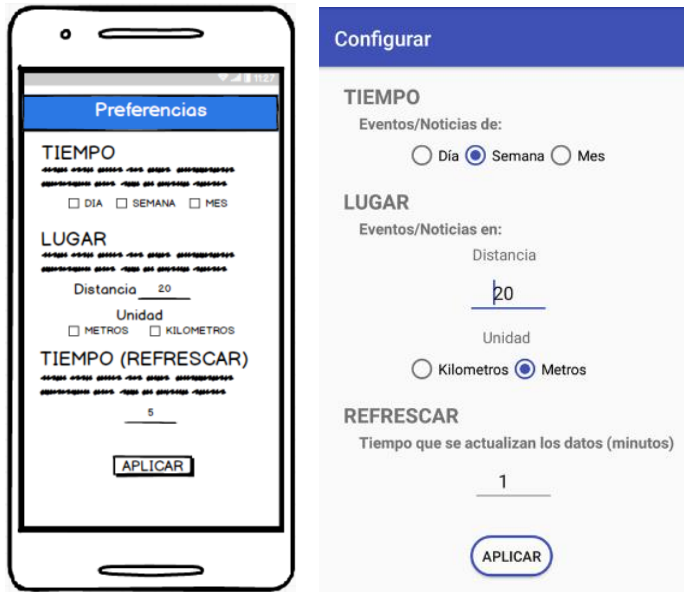 11:27
Preferencias
TIEMPO
DIA SEMANA MES
LUGAR
Distancia 20
Unidad
METROS KILOMETROS
TIEMPO (REFRESCAR)
5
APLICAR
Configurar
TIEMPO
Eventos/Noticias de:
Día Semana Mes
LUGAR
Eventos/Noticias en:
Distancia
20
Unidad
Kilometros Metros
REFRESCAR
Tiempo que se actualizan los datos (minutos)
1
APLICAR